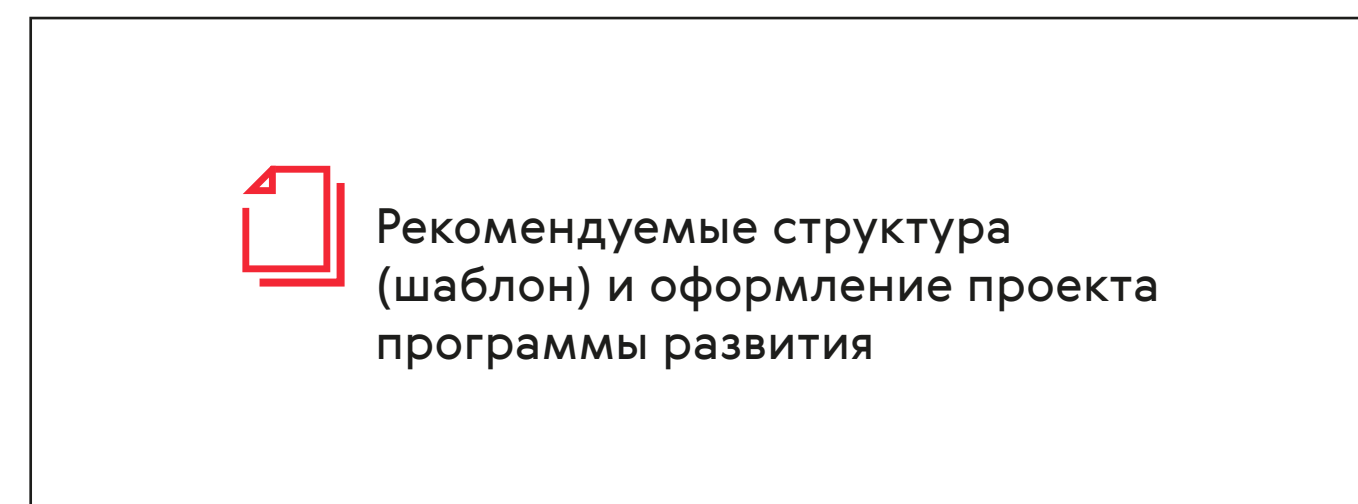 Рекомендуемые структура
(шаблон) и оформление проекта
программы развития